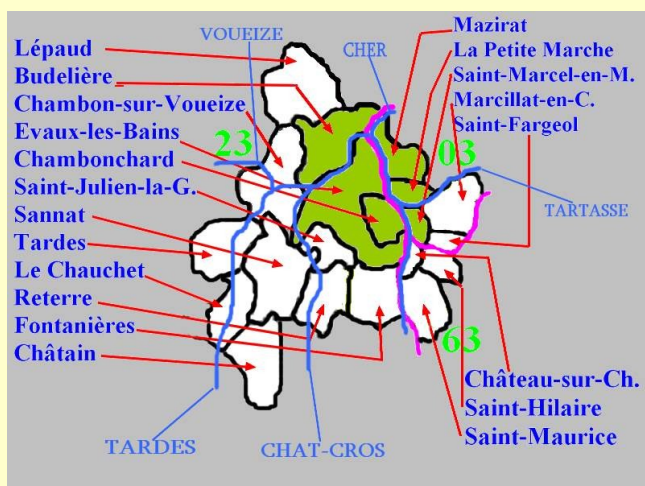 VOUEIZE
CHER
Lépaud
Budelière
Chambon-sur-Voueize
Evaux-les-Bains
Chambonchard
Saint-Julien-la-G.
Sannat
Tardes
Le Chauchet
Reterre
Fontanières
Châtain
23
Mazirat
La Petite Marche
Saint-Marcel-en-M.
Marcillat-en-C.
Saint-Fargeol
03
TARTASSE
63
Château-sur-Ch.
Saint-Hilaire
Saint-Maurice
TARDES
CHAT-CROS